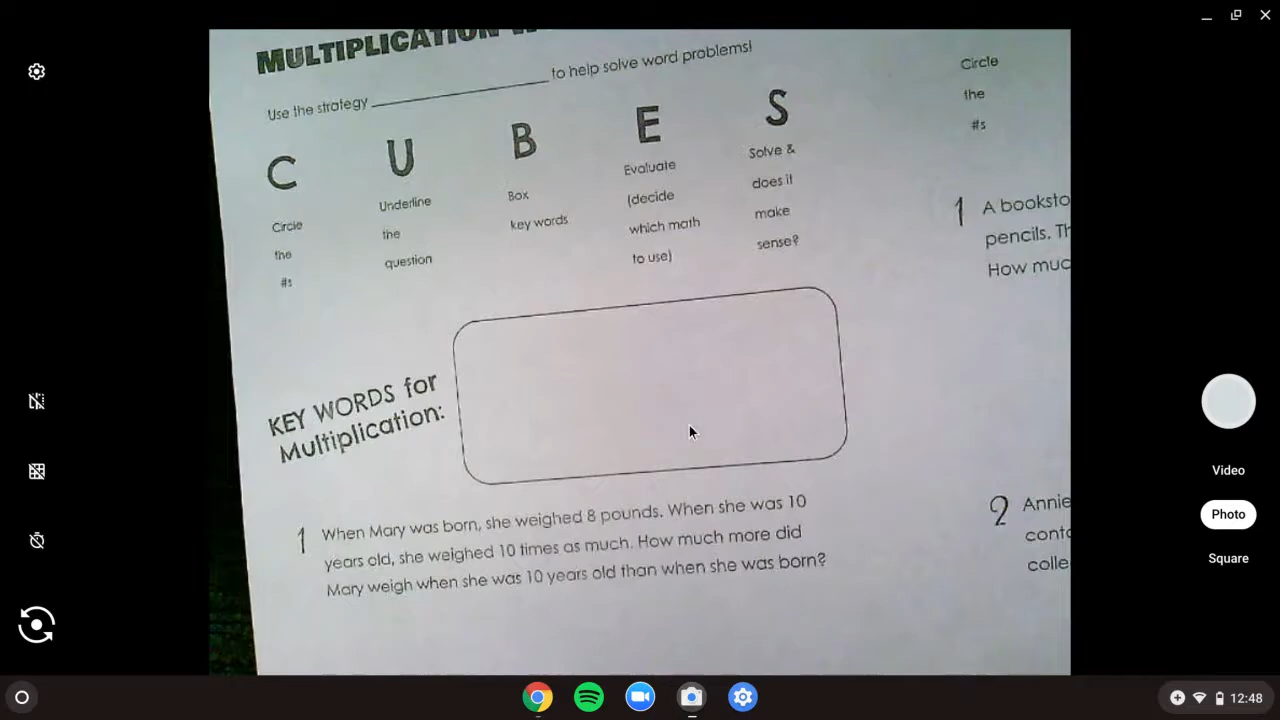 MULTIPLICATION
Use the strategy ____________ to help solve word problems!
C U B E S
Circle
the
#s
Underline
the
question
Box
key words
Evaluate
(decide
which math
to use)
Solve &
does it
make
sense?
KEY WORDS for
Multiplication:
1 When Mary was born, she weighed 8 pounds. When she was 10
years old, she weighed 10 times as much. How much more did
Mary weigh when she was 10 years old than when she was born?
Circle
the
#s
1 A booksto
pencils. Th
How muc
2 Annie
conta
colle
Video
Photo
Square
12:48